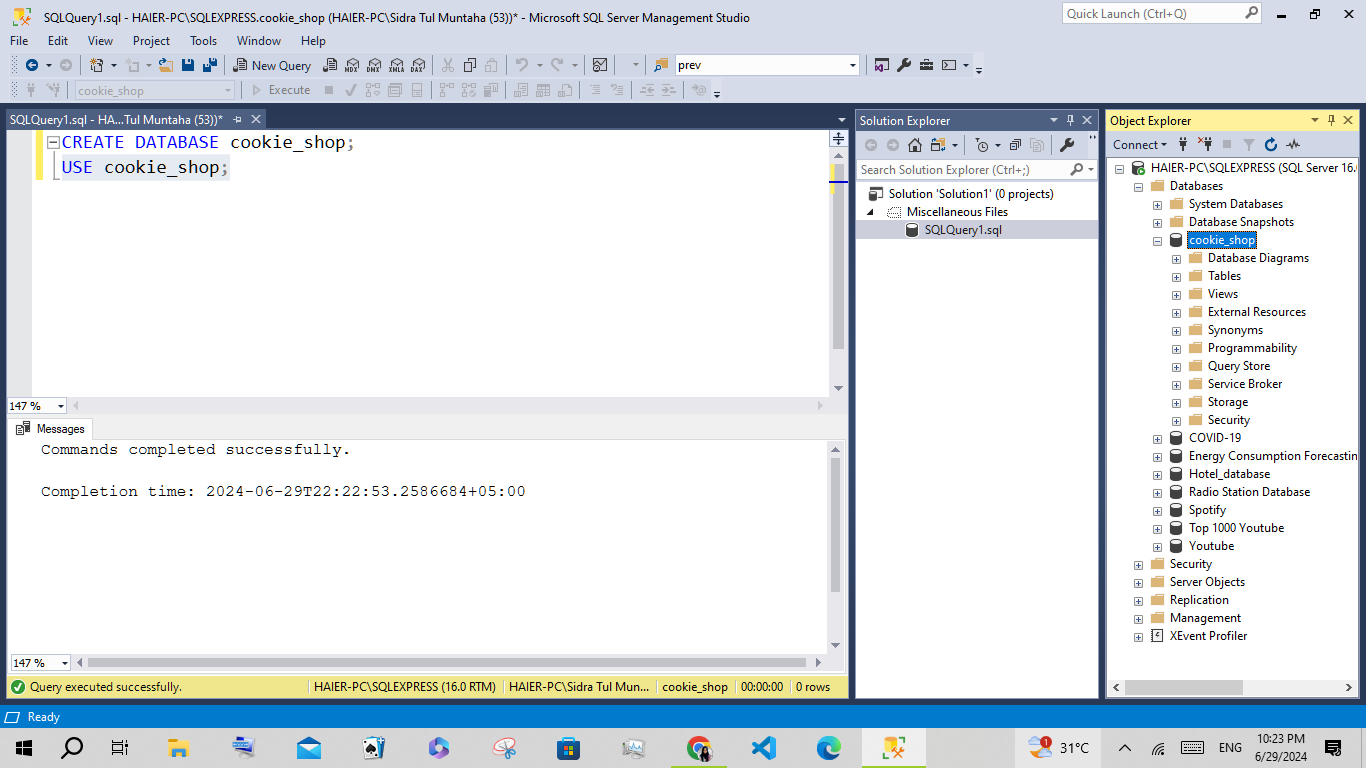 SQLQuery1.sql - HAIER-PC\SQLEXPRESS.cookie_shop (HAIER-PC\Sidra Tul Muntaha (53))* - Microsoft SQL Server Management Studio
Quick Launch (Ctrl+Q)
File Edit View Project Tools Window Help
New Query MDX DMX XMLA DAX prev
cookie_shop Execute
SQLQuery1.sql - HA...Tul Muntaha (53))*
CREATE DATABASE cookie_shop;
USE cookie_shop;
147 %
Messages
Commands completed successfully.
Completion time: 2024-06-29T22:22:53.2586684+05:00
147 %
Query executed successfully. HAIER-PC\SQLEXPRESS (16.0 RTM) HAIER-PC\Sidra Tul Mun... cookie_shop 00:00:00 0 rows
Solution Explorer
Search Solution Explorer (Ctrl+;)
Solution 'Solution1' (0 projects)
Miscellaneous Files
SQLQuery1.sql
Object Explorer
Connect
HAIER-PC\SQLEXPRESS (SQL Server 16.
Databases
System Databases
Database Snapshots
cookie_shop
Database Diagrams
Tables
Views
External Resources
Synonyms
Programmability
Query Store
Service Broker
Storage
Security
COVID-19
Energy Consumption Forecastin
Hotel_database
Radio Station Database
Spotify
Top 1000 Youtube
Youtube
Security
Server Objects
Replication
Management
XEvent Profiler
Ready
1 31°C ENG 10:23 PM
6/29/2024